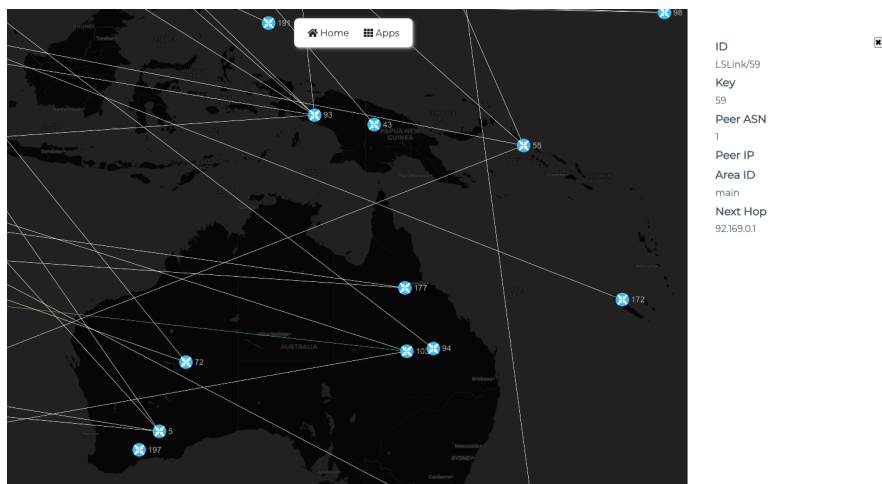 191
98
Home Apps
93
43
PAPUA NEW
GUINEA
55
177
172
AUSTRALIA
103
94
72
5
197
SYDNEY
ID
LSLink/59
Key
59
Peer ASN
1
Peer IP
Area ID
main
Next Hop
92.169.0.1